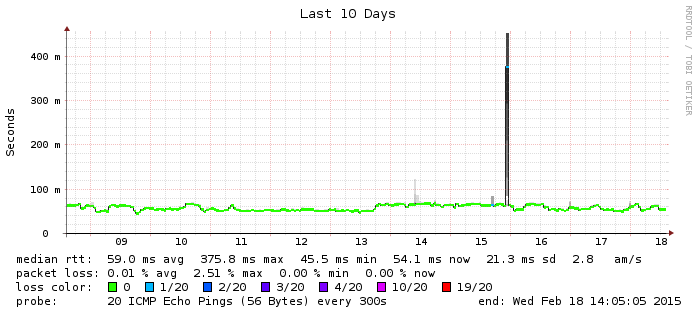 Last 10 Days
RRDTOOL / TOBI OETIKER
Seconds
400 m
300 m
200 m
100 m
0
09 10 11 12 13 14 15 16 17 18
median rtt: 59.0 ms avg 375.8 ms max 45.5 ms min 54.1 ms now 21.3 ms sd 2.8 am/s
packet loss: 0.01 % avg 2.51 % max 0.00 % min 0.00 % now
loss color: 0 1/20 2/20 3/20 4/20 10/20 19/20
probe: 20 ICMP Echo Pings (56 Bytes) every 300s end: Wed Feb 18 14:05:05 2015